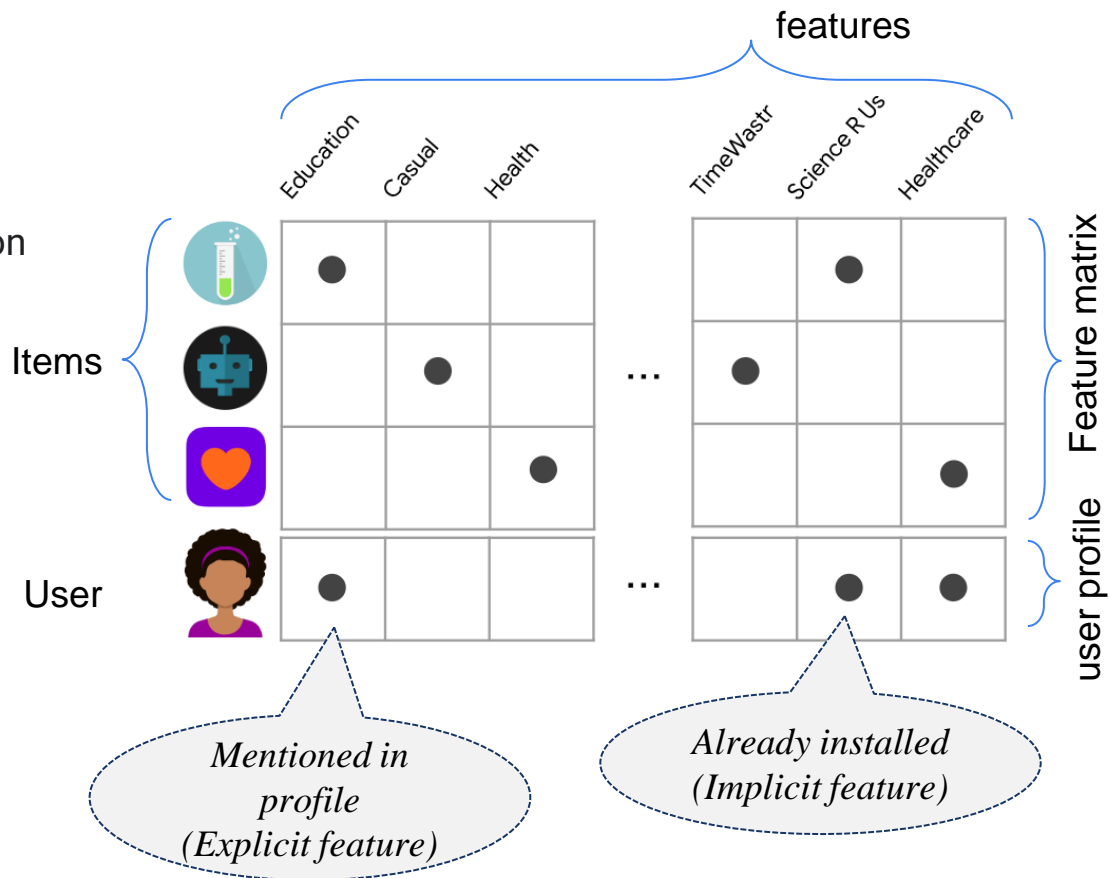 features
Education
Casual
Health
TimeWastr
Science R Us
Healthcare
on
Items
...
Feature matrix
User
...
user profile
Mentioned in
profile
(Explicit feature)
Already installed
(Implicit feature)